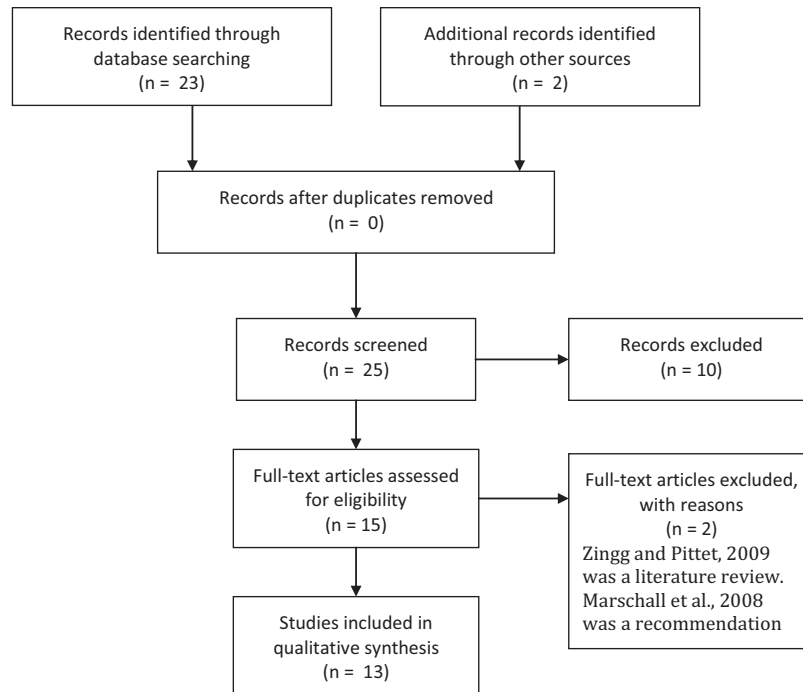 Records identified through
database searching
(n = 23)
Additional records identified
through other sources
(n = 2)
Records after duplicates removed
(n = 0)
Records screened
(n = 25)
Records excluded
(n = 10)
Full-text articles assessed
for eligibility
(n = 15)
Full-text articles excluded,
with reasons
(n = 2)
Zingg and Pittet, 2009
was a literature review.
Marschall et al., 2008
was a recommendation
Studies included in
qualitative synthesis
(n = 13)